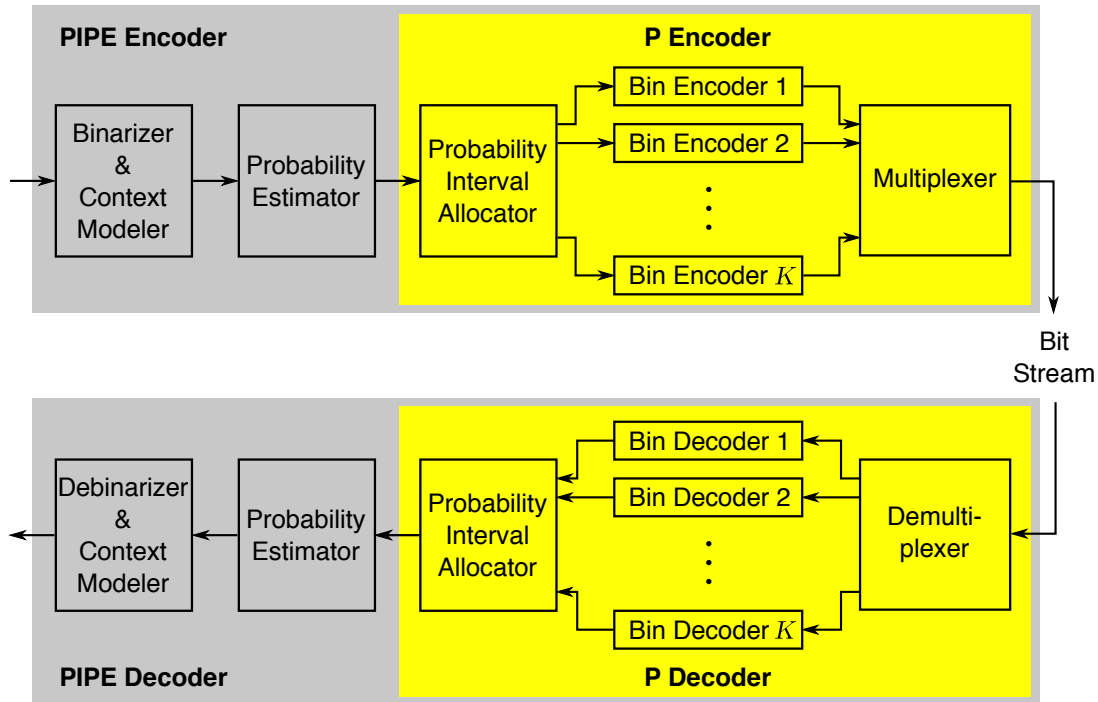 PIPE Encoder
P Encoder
Binarizer
&
Context
Modeler
Probability
Estimator
Probability
Interval
Allocator
Bin Encoder 1
Bin Encoder 2
Bin Encoder K
Multiplexer
Bit
Stream
Debinarizer
&
Context
Modeler
Probability
Estimator
Probability
Interval
Allocator
Bin Decoder 1
Bin Decoder 2
Bin Decoder K
Demulti-
plexer
PIPE Decoder
P Decoder